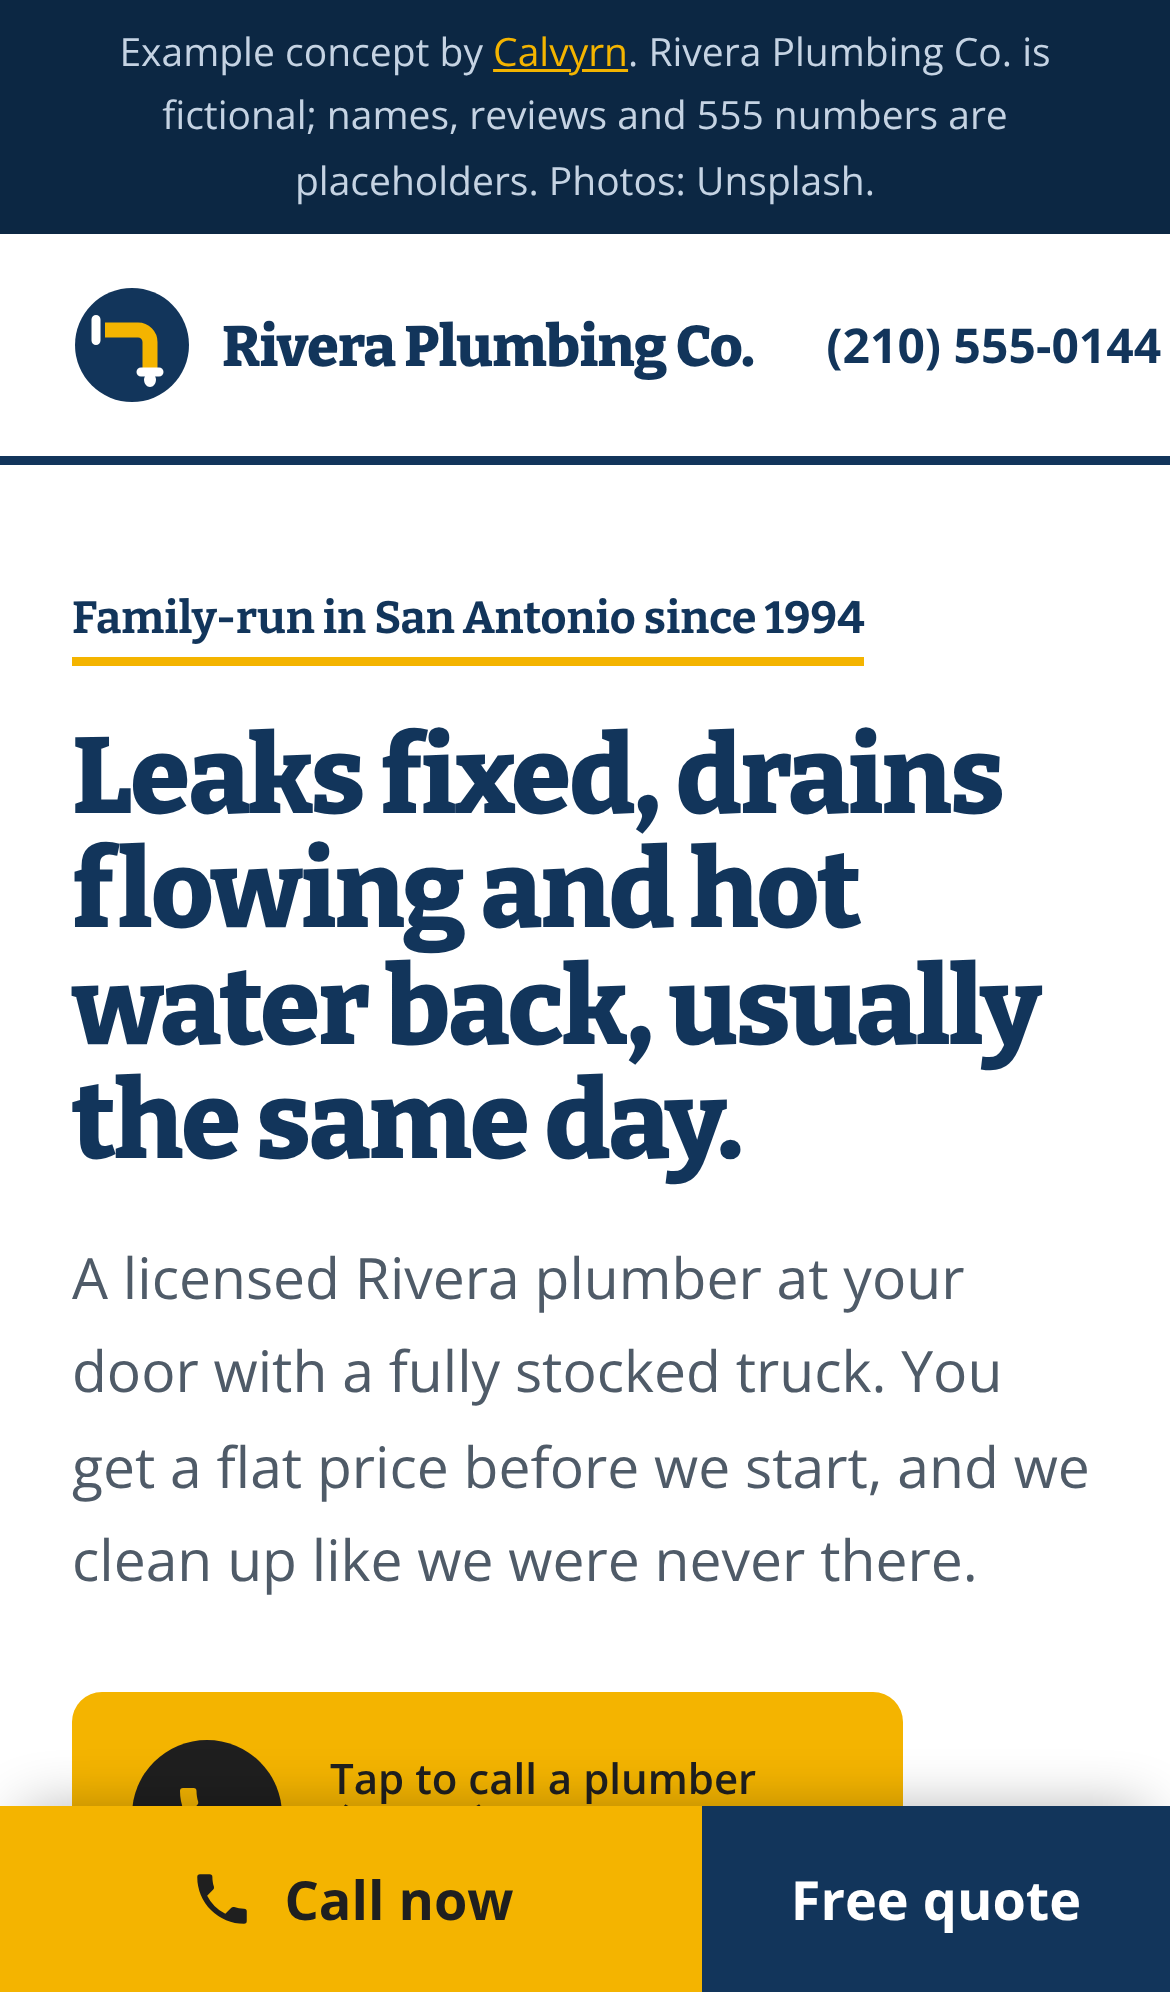 Example concept by Calvyrn. Rivera Plumbing Co. is
fictional; names, reviews and 555 numbers are
placeholders. Photos: Unsplash.
Rivera Plumbing Co.
(210) 555-0144
Family-run in San Antonio since 1994
Leaks fixed, drains
flowing and hot
water back, usually
the same day.
A licensed Rivera plumber at your
door with a fully stocked truck. You
get a flat price before we start, and we
clean up like we were never there.
Tap to call a plumber
Call now
Free quote